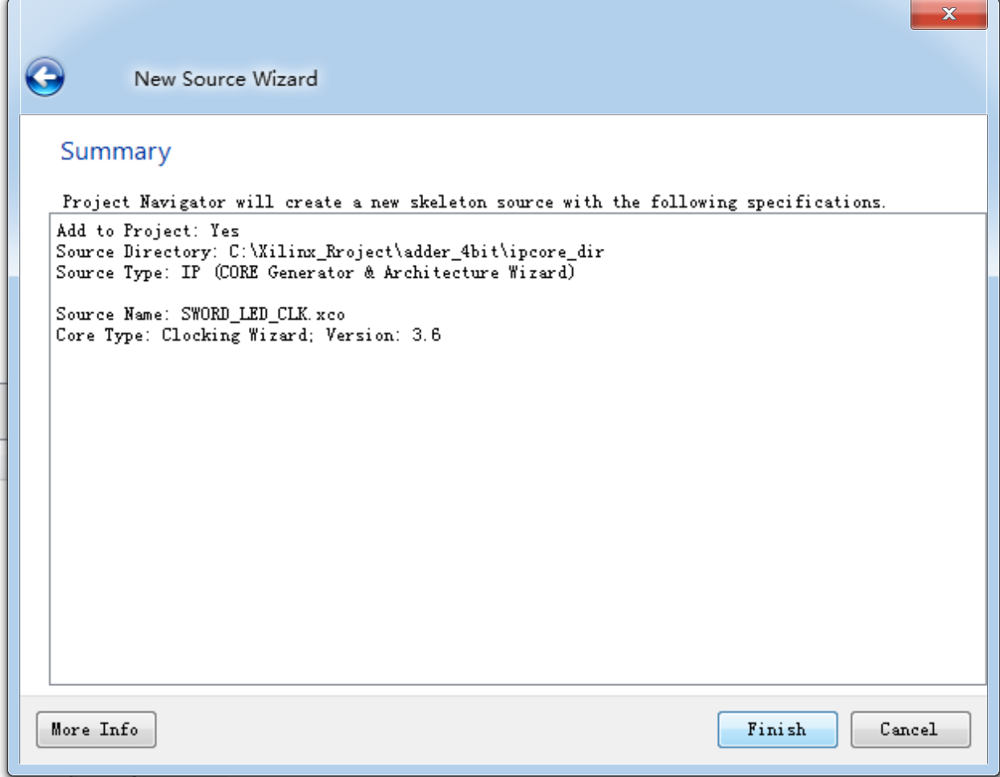 X
New Source Wizard
Summary
Project Navigator will create a new skeleton source with the following specifications.
Add to Project: Yes
Source Directory: C:\Xilinx_Rroject\adder_4bit\ipcore_dir
Source Type: IP (CORE Generator & Architecture Wizard)
Source Name: SWORD_LED_CLK.xco
Core Type: Clocking Wizard; Version: 3.6
More Info
Finish
Cancel